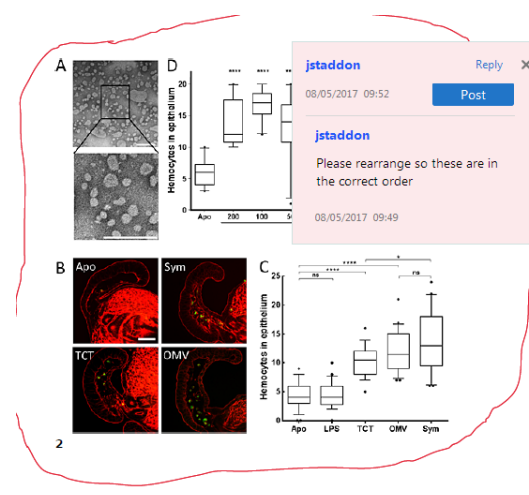 A
D
****
****
Hemocytes in epithelium
25
20
15
10
5
0
Apo
200
100
jstaddon
Reply
×
08/05/2017 09:52
Post
jstaddon
Please rearrange so these are in
the correct order
08/05/2017 09:49
B
Apo
Sym
TCT
OMV
C
Hemocytes in epithelium
25
20
15
10
5
0
*
****
****
ns
ns
Apo
LPS
TCT
OMV
Sym
2